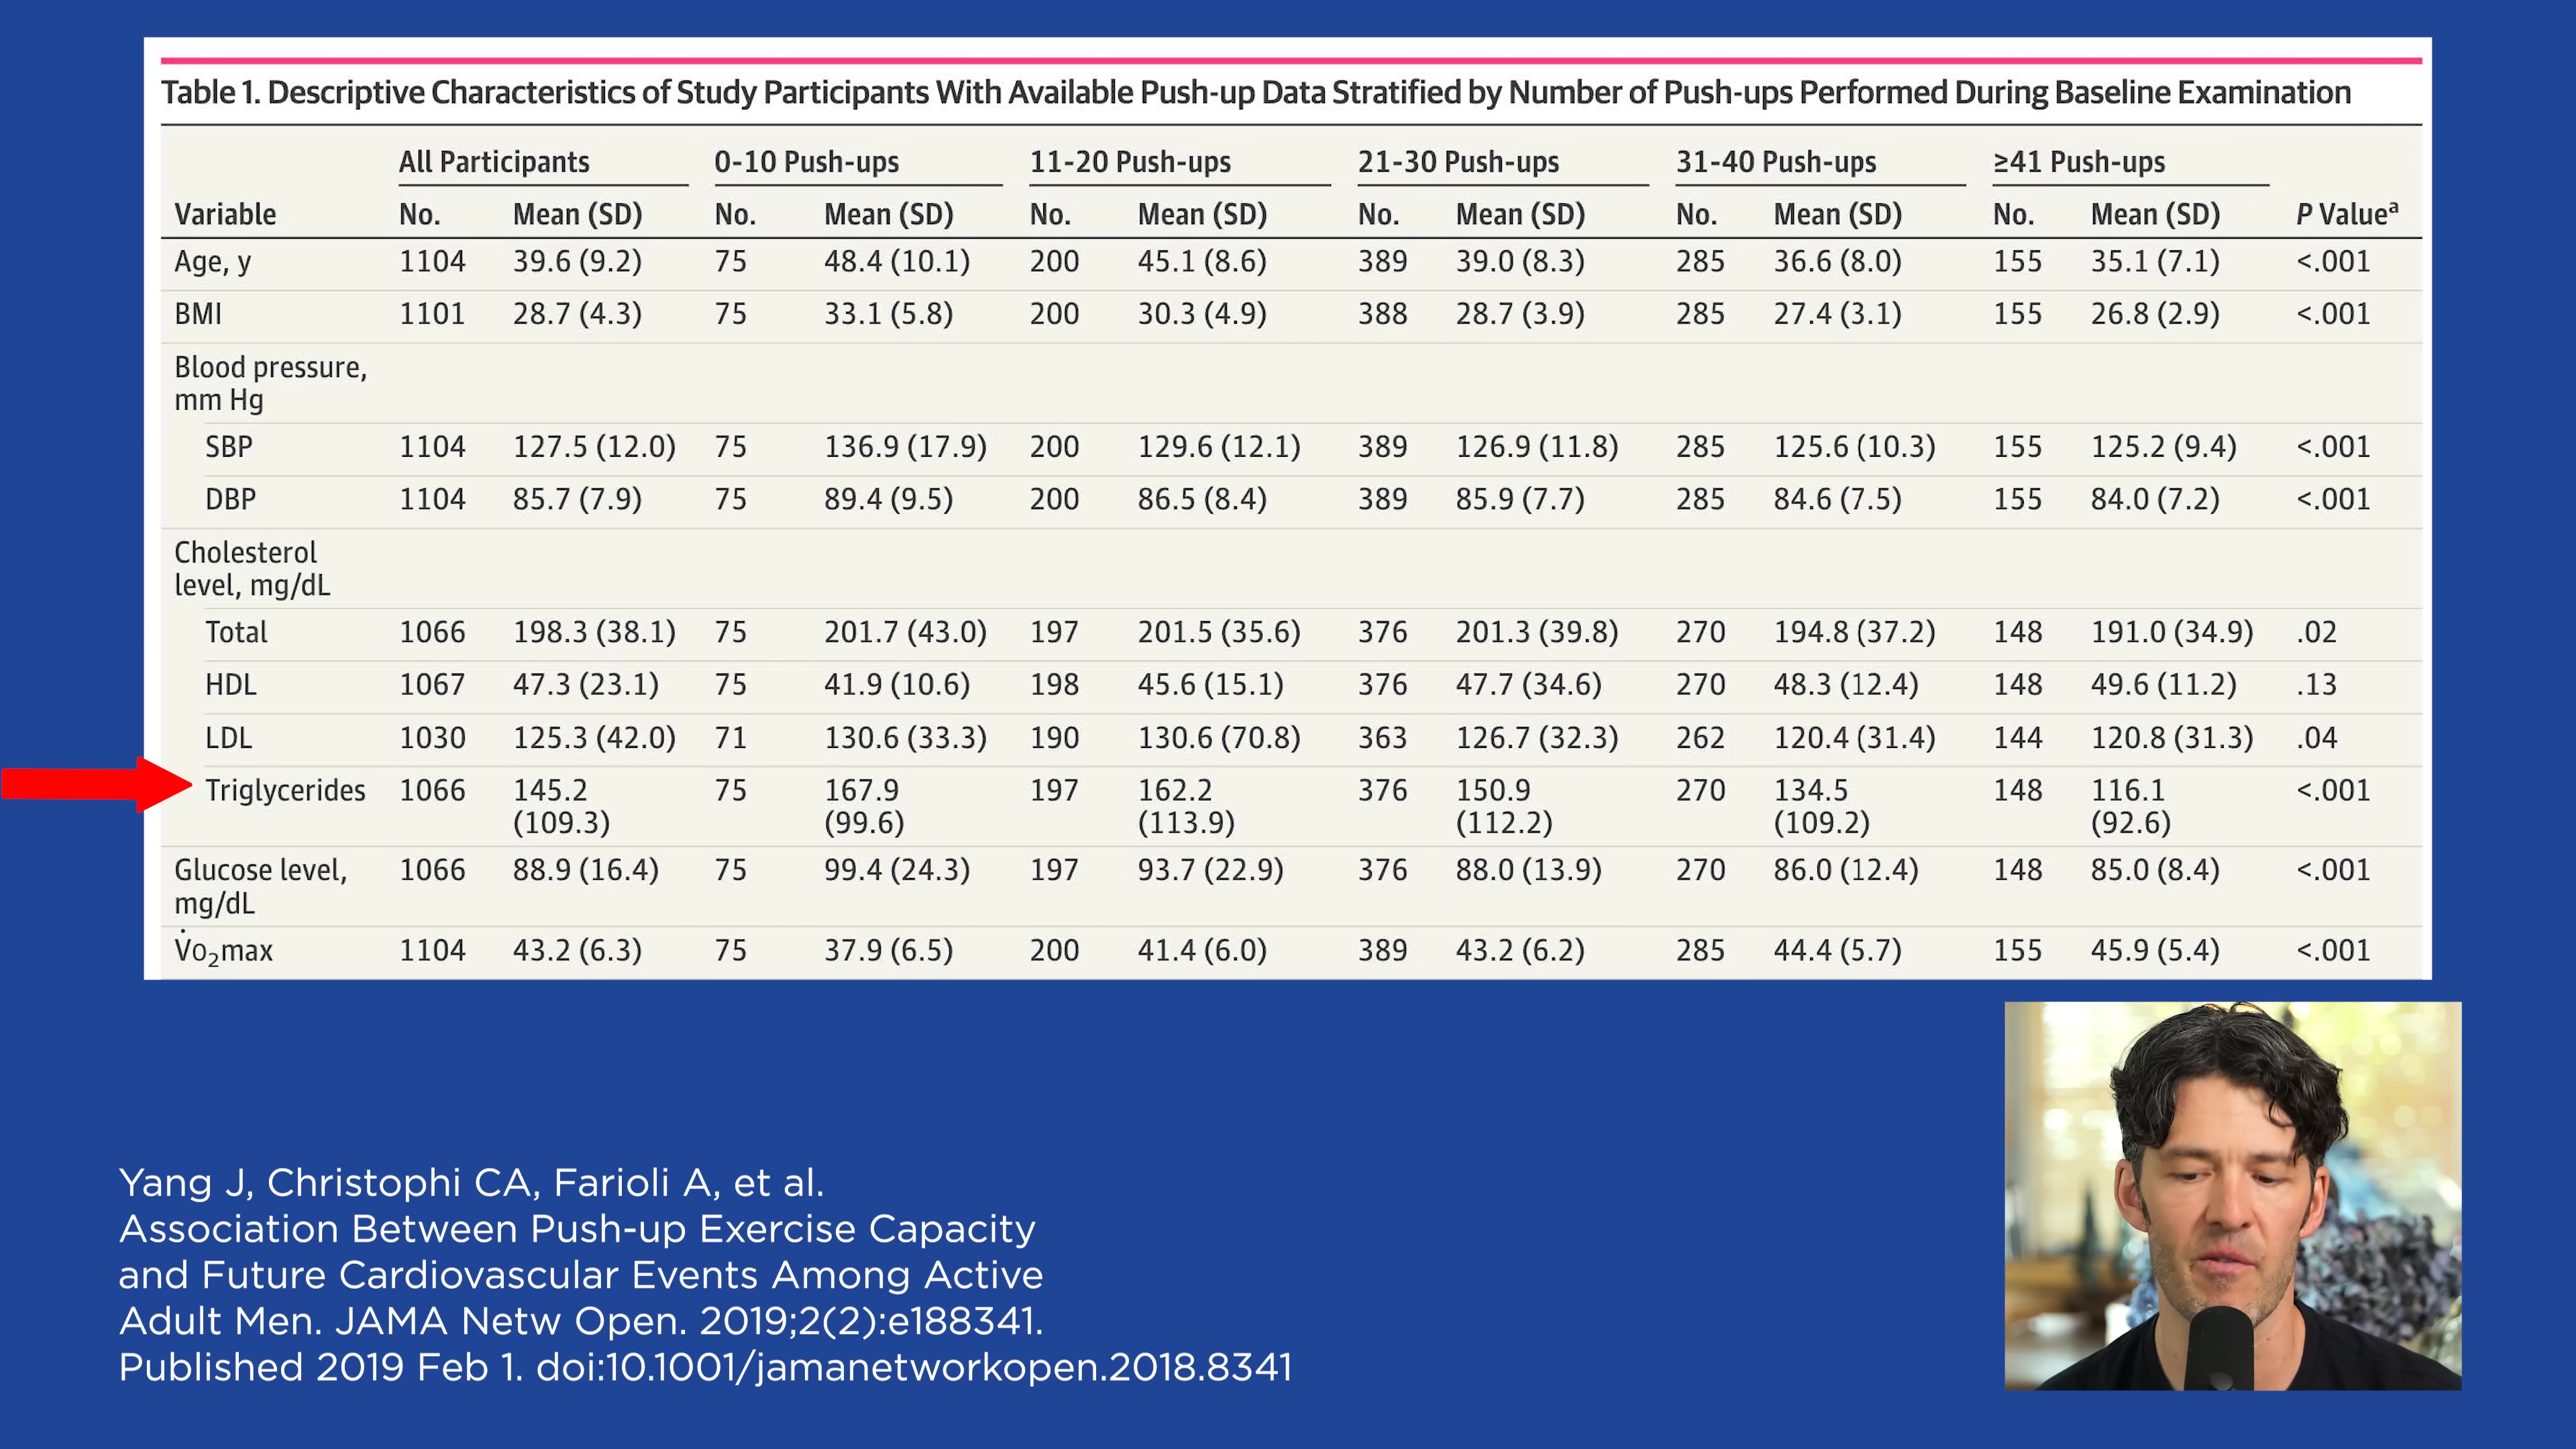 Table 1. Descriptive Characteristics of Study Participants With Available Push-up Data Stratified by Number of Push-ups Performed During Baseline Examination
All Participants 0-10 Push-ups 11-20 Push-ups 21-30 Push-ups 31-40 Push-ups ≥41 Push-ups
Variable No. Mean (SD) No. Mean (SD) No. Mean (SD) No. Mean (SD) No. Mean (SD) No. Mean (SD) P Valueᵃ
Age, y 1104 39.6 (9.2) 75 48.4 (10.1) 200 45.1 (8.6) 389 39.0 (8.3) 285 36.6 (8.0) 155 35.1 (7.1) <.001
BMI 1101 28.7 (4.3) 75 33.1 (5.8) 200 30.3 (4.9) 388 28.7 (3.9) 285 27.4 (3.1) 155 26.8 (2.9) <.001
Blood pressure,
mm Hg
SBP 1104 127.5 (12.0) 75 136.9 (17.9) 200 129.6 (12.1) 389 126.9 (11.8) 285 125.6 (10.3) 155 125.2 (9.4) <.001
DBP 1104 85.7 (7.9) 75 89.4 (9.5) 200 86.5 (8.4) 389 85.9 (7.7) 285 84.6 (7.5) 155 84.0 (7.2) <.001
Cholesterol
level, mg/dL
Total 1066 198.3 (38.1) 75 201.7 (43.0) 197 201.5 (35.6) 376 201.3 (39.8) 270 194.8 (37.2) 148 191.0 (34.9) .02
HDL 1067 47.3 (23.1) 75 41.9 (10.6) 198 45.6 (15.1) 376 47.7 (34.6) 270 48.3 (12.4) 148 49.6 (11.2) .13
LDL 1030 125.3 (42.0) 71 130.6 (33.3) 190 130.6 (70.8) 363 126.7 (32.3) 262 120.4 (31.4) 144 120.8 (31.3) .04
Triglycerides 1066 145.2 75 167.9 197 162.2 376 150.9 270 134.5 148 116.1 <.001
(109.3) (99.6) (113.9) (112.2) (109.2) (92.6)
Glucose level, 1066 88.9 (16.4) 75 99.4 (24.3) 197 93.7 (22.9) 376 88.0 (13.9) 270 86.0 (12.4) 148 85.0 (8.4) <.001
mg/dL
V̇o₂max 1104 43.2 (6.3) 75 37.9 (6.5) 200 41.4 (6.0) 389 43.2 (6.2) 285 44.4 (5.7) 155 45.9 (5.4) <.001
Yang J, Christophi CA, Farioli A, et al.
Association Between Push-up Exercise Capacity
and Future Cardiovascular Events Among Active
Adult Men. JAMA Netw Open. 2019;2(2):e188341.
Published 2019 Feb 1. doi:10.1001/jamanetworkopen.2018.8341